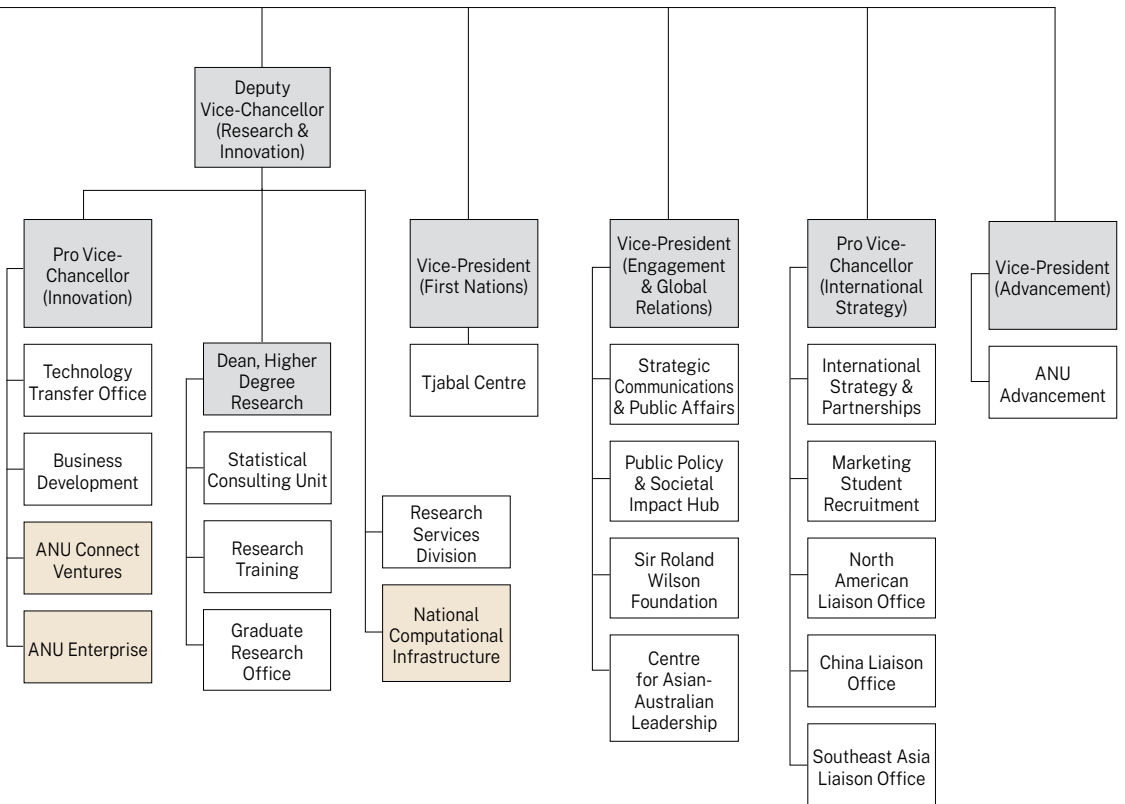 Deputy
Vice-Chancellor
(Research &
Innovation)
Pro Vice-
Chancellor
(Innovation)
Technology
Transfer Office
Business
Development
ANU Connect
Ventures
ANU Enterprise
Dean, Higher
Degree
Research
Statistical
Consulting Unit
Research
Training
Graduate
Research
Office
Research
Services
Division
National
Computational
Infrastructure
Vice-President
(First Nations)
Tjabal Centre
Vice-President
(Engagement
& Global
Relations)
Strategic
Communications
& Public Affairs
Public Policy
& Societal
Impact Hub
Sir Roland
Wilson
Foundation
Centre
for Asian-
Australian
Leadership
Pro Vice-
Chancellor
(International
Strategy)
International
Strategy &
Partnerships
Marketing
Student
Recruitment
North
American
Liaison Office
China Liaison
Office
Southeast Asia
Liaison Office
Vice-President
(Advancement)
ANU
Advancement